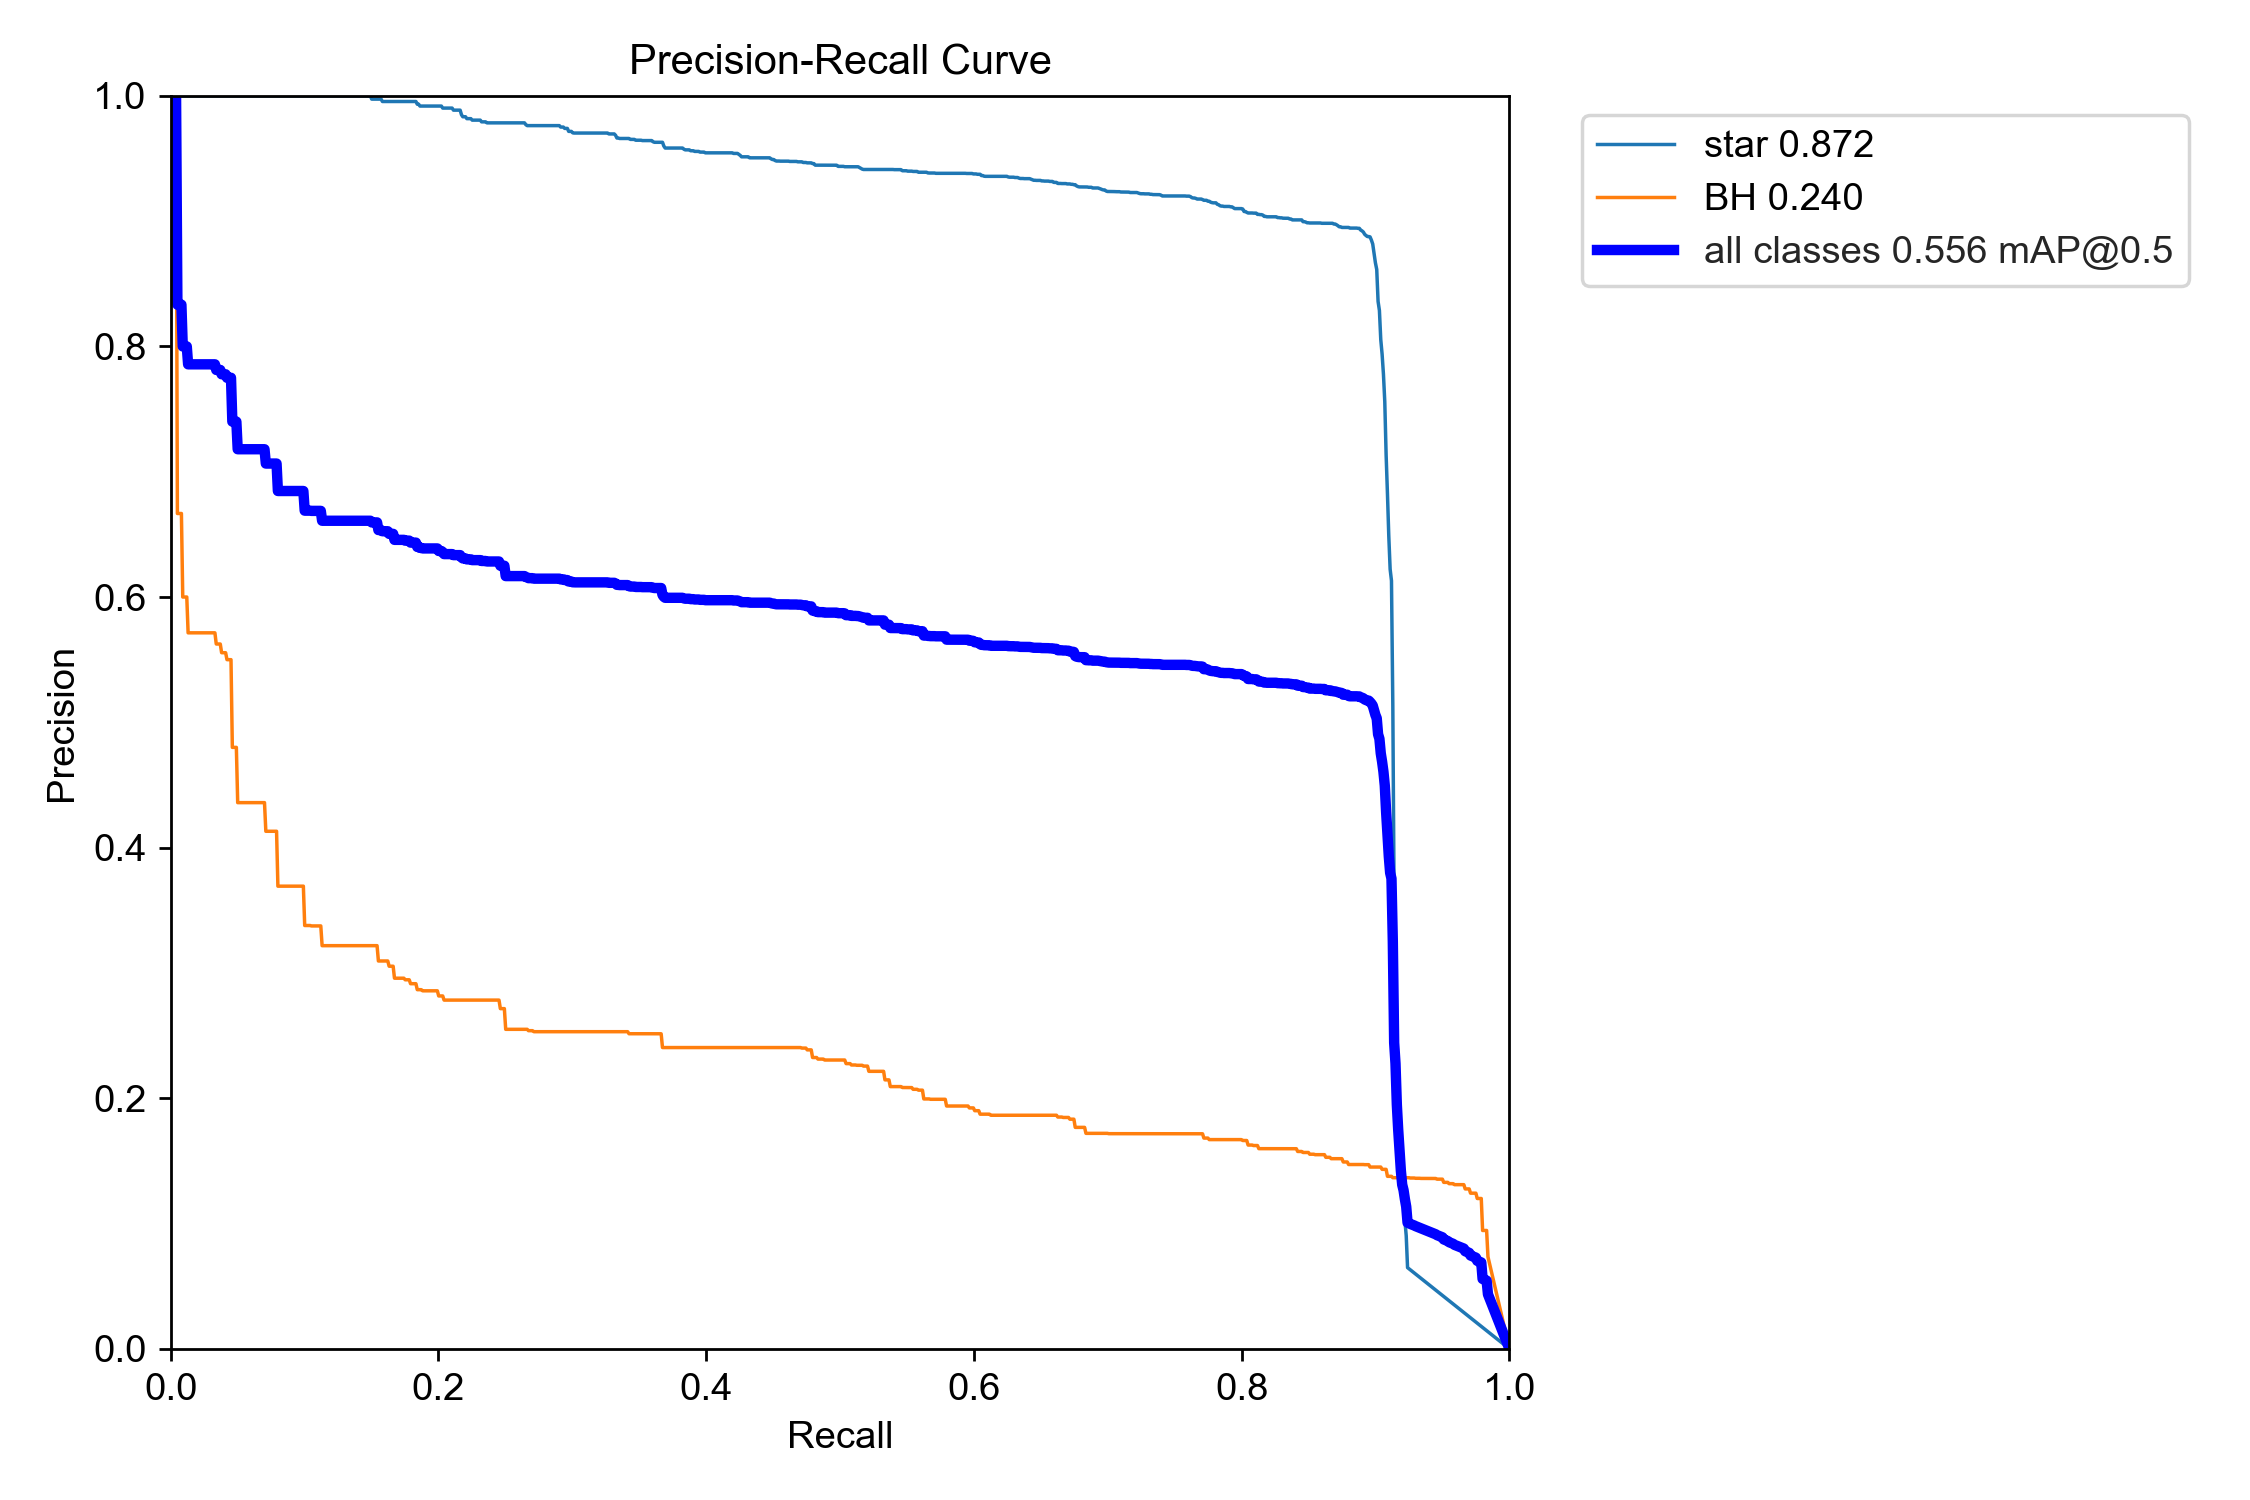 Precision-Recall Curve
1.0
0.8
0.6
0.4
0.2
0.0
Precision
0.0 0.2 0.4 0.6 0.8 1.0
Recall
star 0.872
BH 0.240
all classes 0.556 mAP@0.5